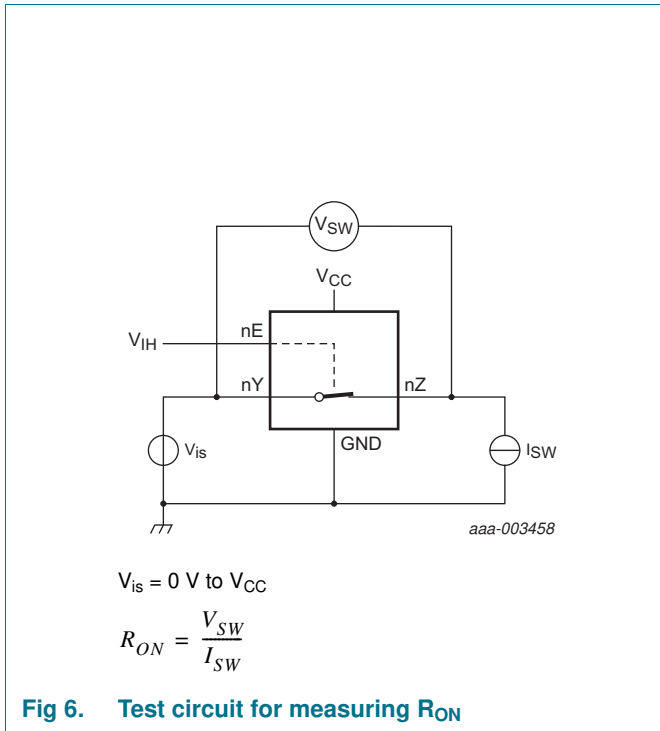 VSW
VCC
VIH
nE
nY
nZ
GND
Vis
ISW
aaa-003458
Vis = 0 V to VCC
RON = VSW / ISW
Fig 6. Test circuit for measuring RON